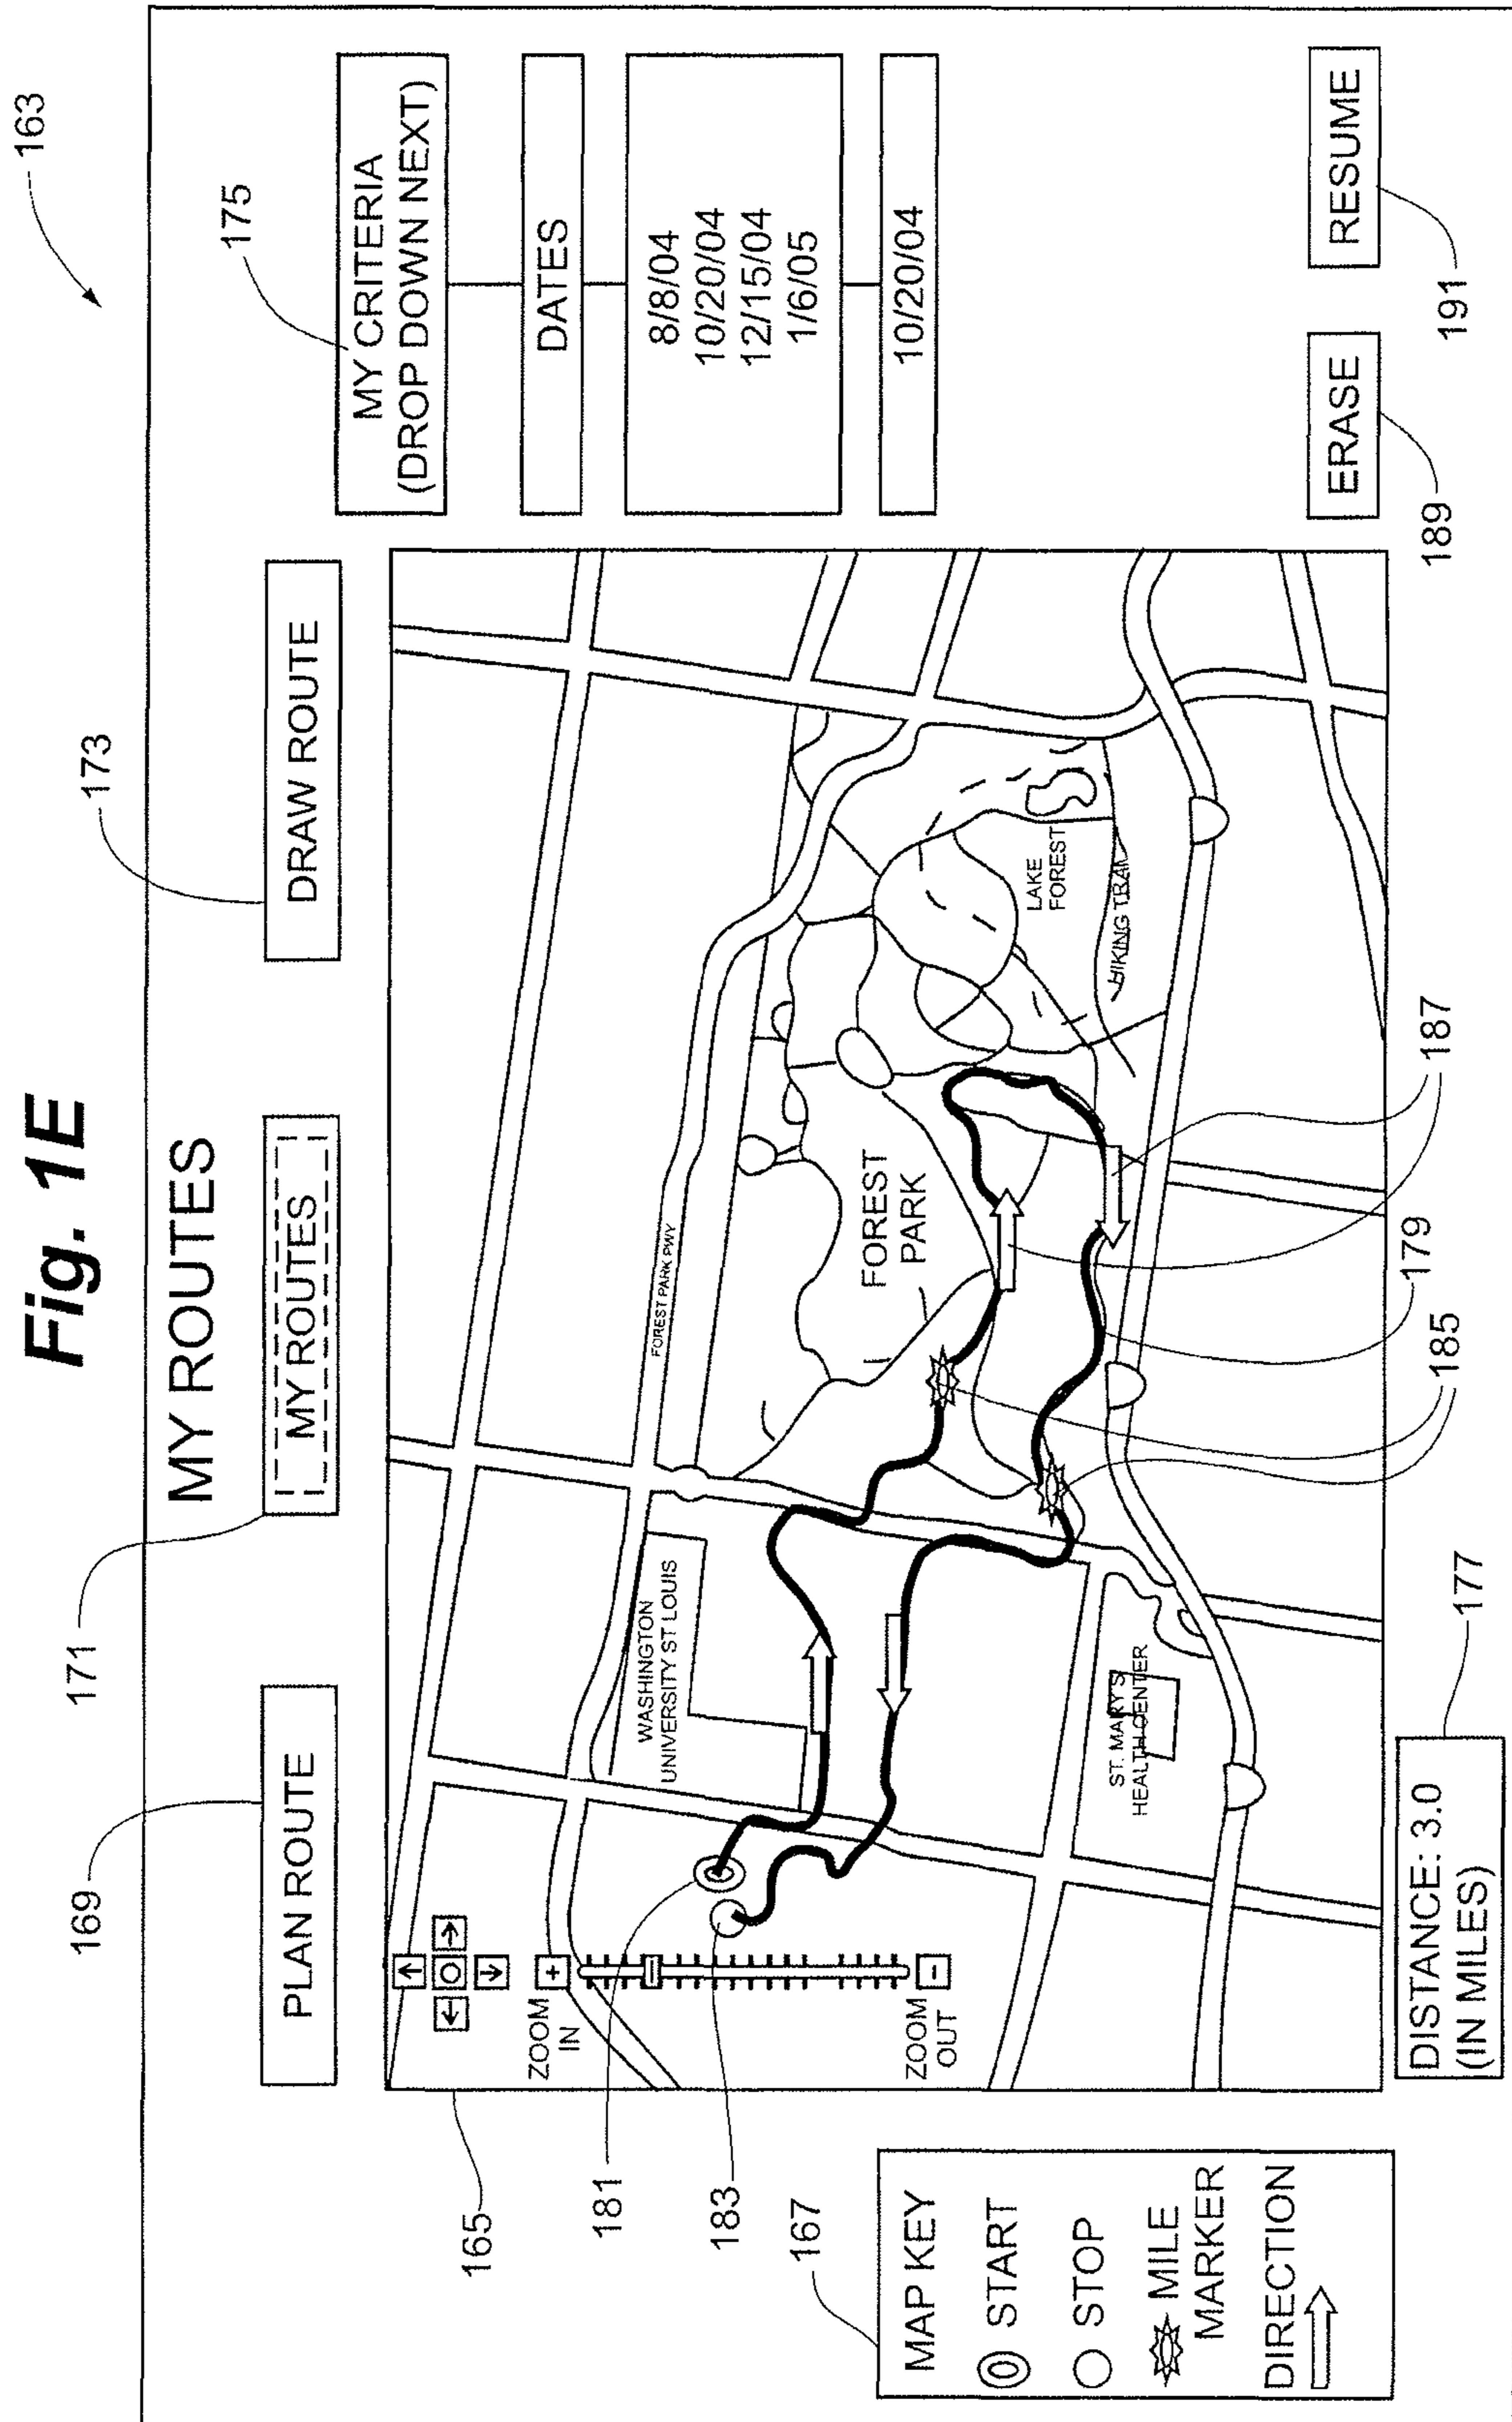 Fig. 1E
163
MY ROUTES
169
171
173
175
PLAN ROUTE
MY ROUTES
DRAW ROUTE
MY CRITERIA
(DROP DOWN NEXT)
DATES
8/8/04
10/20/04
12/15/04
1/6/05
10/20/04
165
ZOOM
IN
+
ZOOM
OUT
-
181
183
WASHINGTON
UNIVERSITY ST LOUIS
FOREST PARK PWY
FOREST
PARK
LAKE
FOREST
HIKING TRAI
ST. MARY'S
HEALTH CENTER
167
MAP KEY
START
STOP
MILE
MARKER
DIRECTION
DISTANCE: 3.0
(IN MILES)
177
185
179
187
ERASE
189
RESUME
191